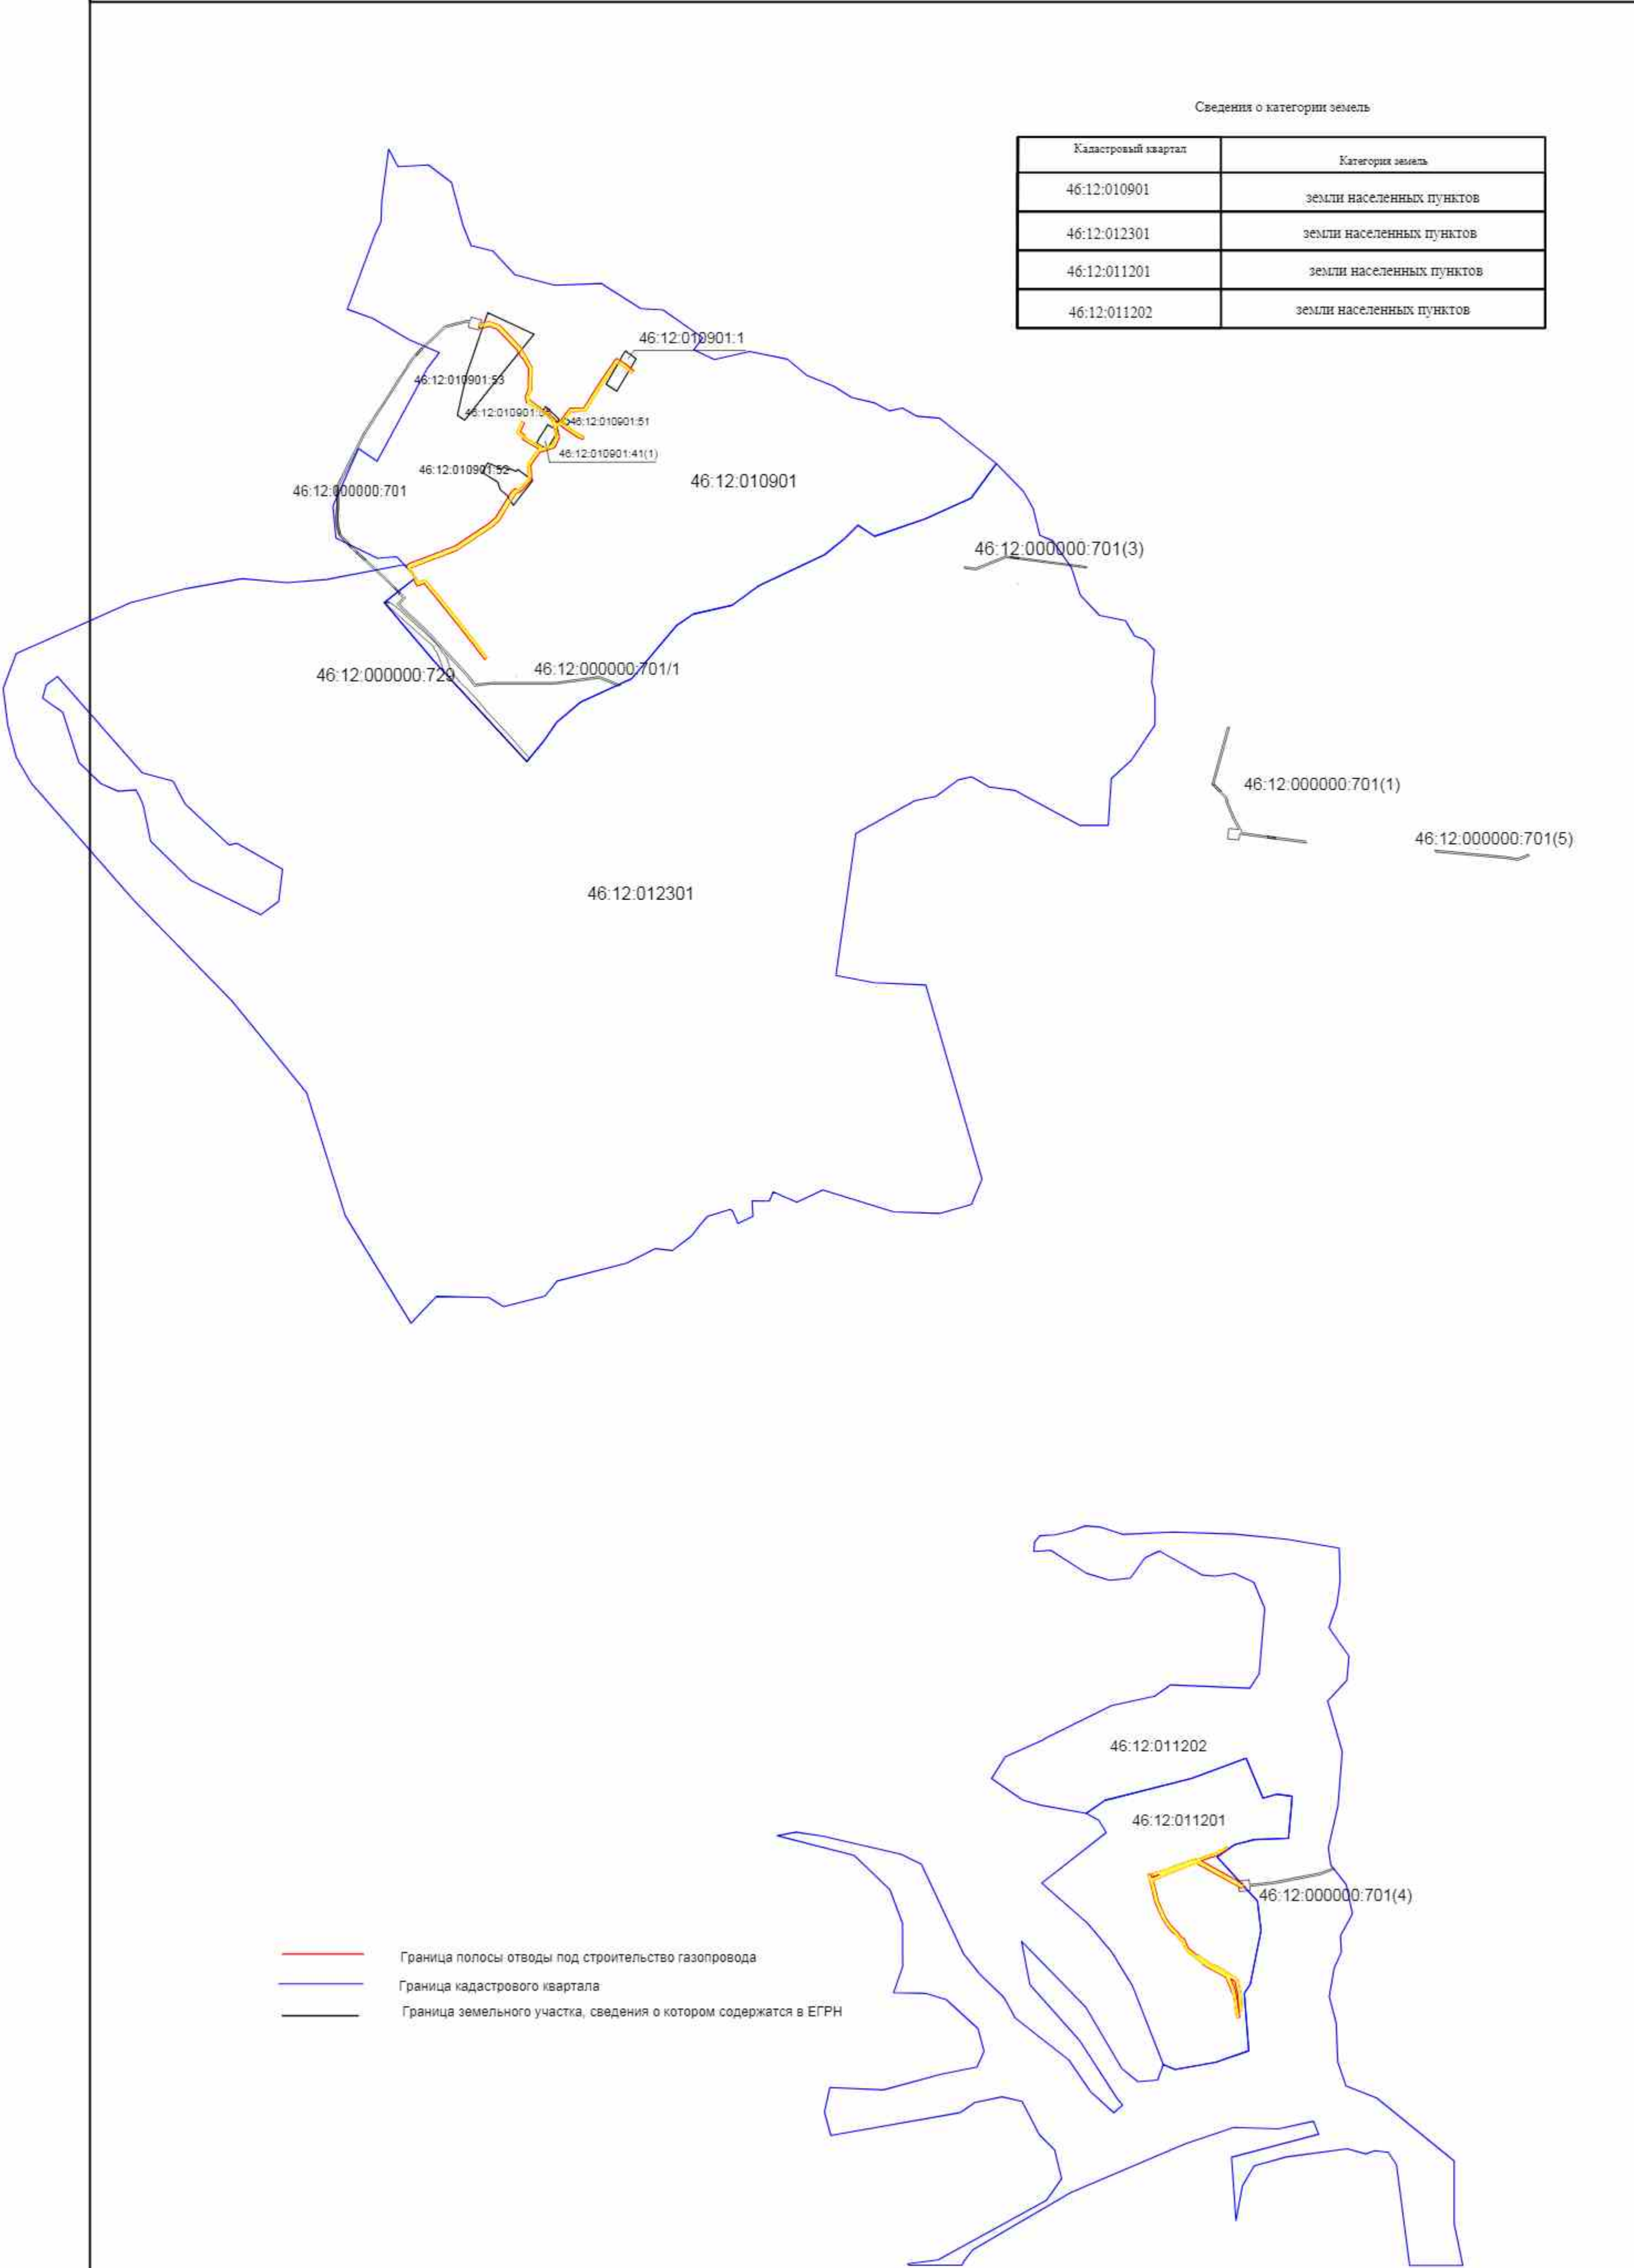 Сведения о категории земель
Кадастровый квартал
Категория земель
46:12:010901
земли населенных пунктов
46:12:012301
земли населенных пунктов
46:12:011201
земли населенных пунктов
46:12:011202
земли населенных пунктов
46:12:010901:1
46:12:010901:53
46:12:010901:
46:12:010901:51
46:12:010901:41(1)
46:12:010901:52
46:12:010901
46:12:000000:701
46:12:000000:701(3)
46:12:000000:701/1
46:12:000000:729
46:12:000000:701(1)
46:12:000000:701(5)
46:12:012301
46:12:011202
46:12:011201
46:12:000000:701(4)
Граница полосы отводы под строительство газопровода
Граница кадастрового квартала
Граница земельного участка, сведения о котором содержатся в ЕГРН